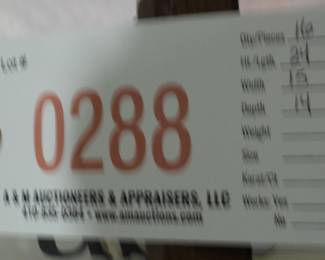 Lot #
0288
A & M AUCTIONEERS & APPRAISERS, LLC
www.amauctions.com
Qty/Pieces 16
Ht./Lgth 24
Width 15
Depth 14
Weight
Size
Karat/Ct
Works: Yes
No